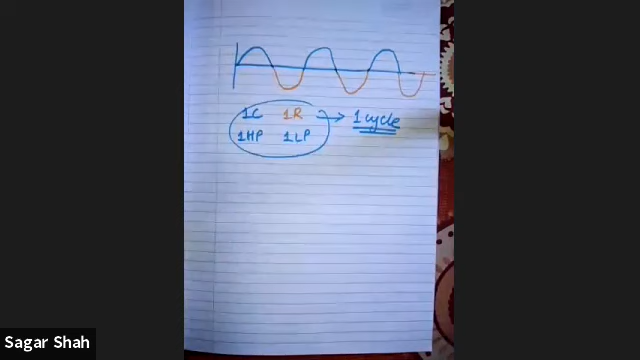 1C 1R → 1 cycle
1HP 1LP
Sagar Shah